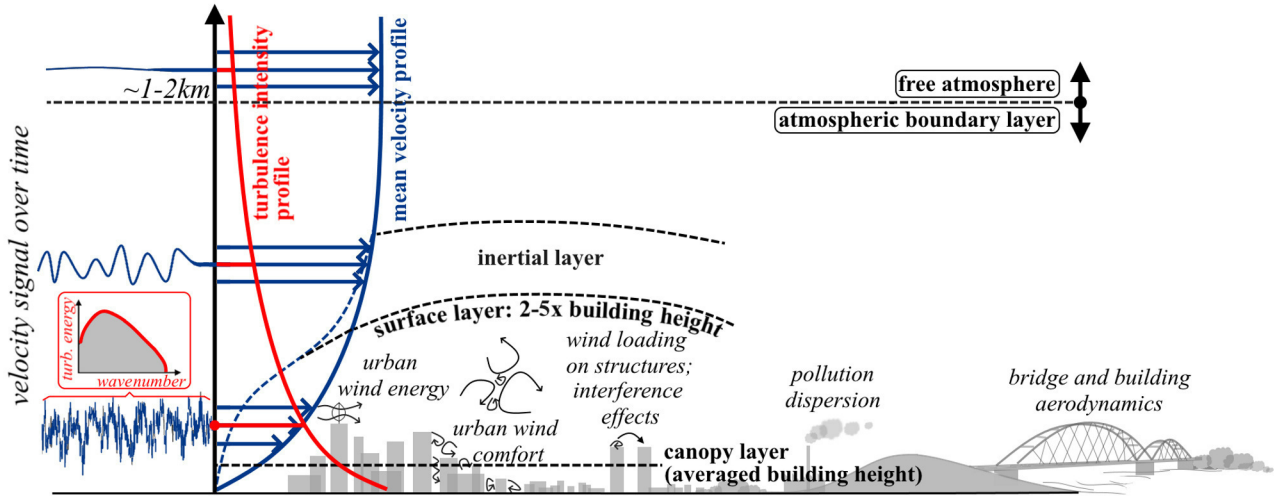 ~1-2km
free atmosphere
atmospheric boundary layer
velocity signal over time
turbulence intensity
profile
mean velocity profile
inertial layer
surface layer: 2-5x building height
turb. energy
wavenumber
urban
wind energy
wind loading
on structures;
interference
effects
urban wind
comfort
pollution
dispersion
bridge and building
aerodynamics
canopy layer
(averaged building height)